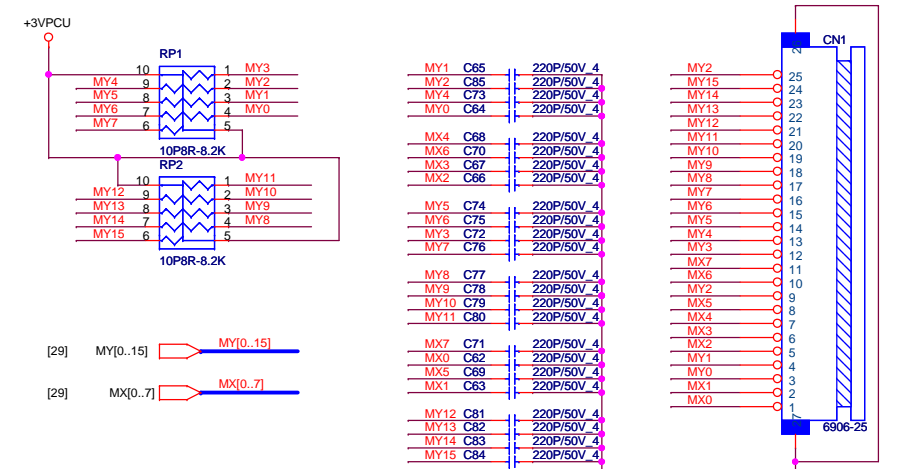 +3VPCU
RP1
10 1 MY3
MY4 9 2 MY2
MY5 8 3 MY1
MY6 7 4 MY0
MY7 6 5
10P8R-8.2K
RP2
10 1 MY11
MY12 9 2 MY10
MY13 8 3 MY9
MY14 7 4 MY8
MY15 6 5
10P8R-8.2K
[29] MY[0..15] MY[0..15]
[29] MX[0..7] MX[0..7]
MY1 C65 220P/50V_4
MY2 C85 220P/50V_4
MY4 C73 220P/50V_4
MY0 C64 220P/50V_4
MX4 C68 220P/50V_4
MX6 C70 220P/50V_4
MX3 C67 220P/50V_4
MX2 C66 220P/50V_4
MY5 C74 220P/50V_4
MY6 C75 220P/50V_4
MY3 C72 220P/50V_4
MY7 C76 220P/50V_4
MY8 C77 220P/50V_4
MY9 C78 220P/50V_4
MY10 C79 220P/50V_4
MY11 C80 220P/50V_4
MX7 C71 220P/50V_4
MX0 C62 220P/50V_4
MX5 C69 220P/50V_4
MX1 C63 220P/50V_4
MY12 C81 220P/50V_4
MY13 C82 220P/50V_4
MY14 C83 220P/50V_4
MY15 C84 220P/50V_4
CN1
MY2 25
MY15 24
MY14 23
MY13 22
MY12 21
MY11 20
MY10 19
MY9 18
MY8 17
MY7 16
MY6 15
MY5 14
MY4 13
MY3 12
MX7 11
MX6 10
MY2 9
MX5 8
MX4 7
MX3 6
MX2 5
MY1 4
MY0 3
MX1 2
MX0 1
27
6906-25